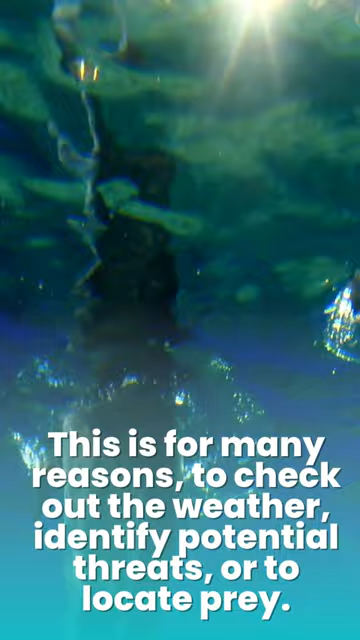 This is for many
reasons, to check
out the weather,
identify potential
threats, or to
locate prey.